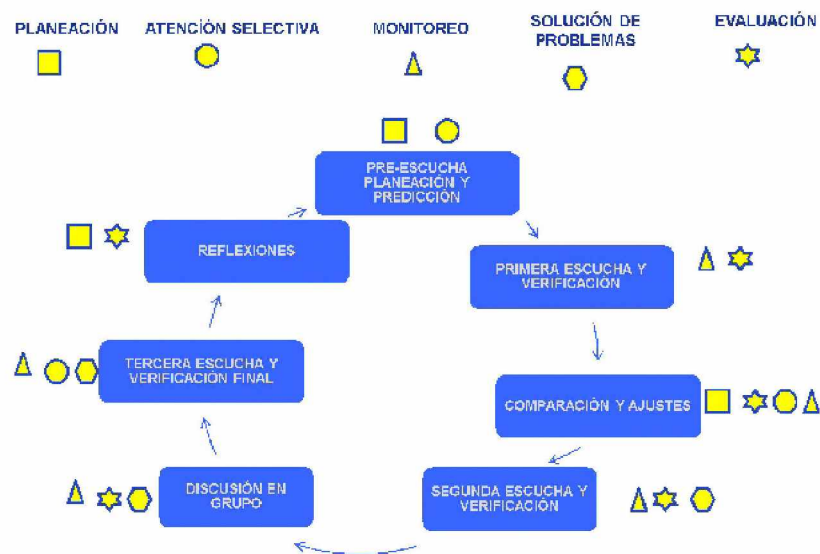 PLANEACIÓN
ATENCIÓN SELECTIVA
MONITOREO
SOLUCIÓN DE
PROBLEMAS
EVALUACIÓN
PRE-ESCUCHA
PLANEACIÓN Y
PREDICCIÓN
PRIMERA ESCUCHA Y
VERIFICACIÓN
COMPARACIÓN Y AJUSTES
SEGUNDA ESCUCHA Y
VERIFICACIÓN
DISCUSIÓN EN
GRUPO
TERCERA ESCUCHA Y
VERIFICACIÓN FINAL
REFLEXIONES